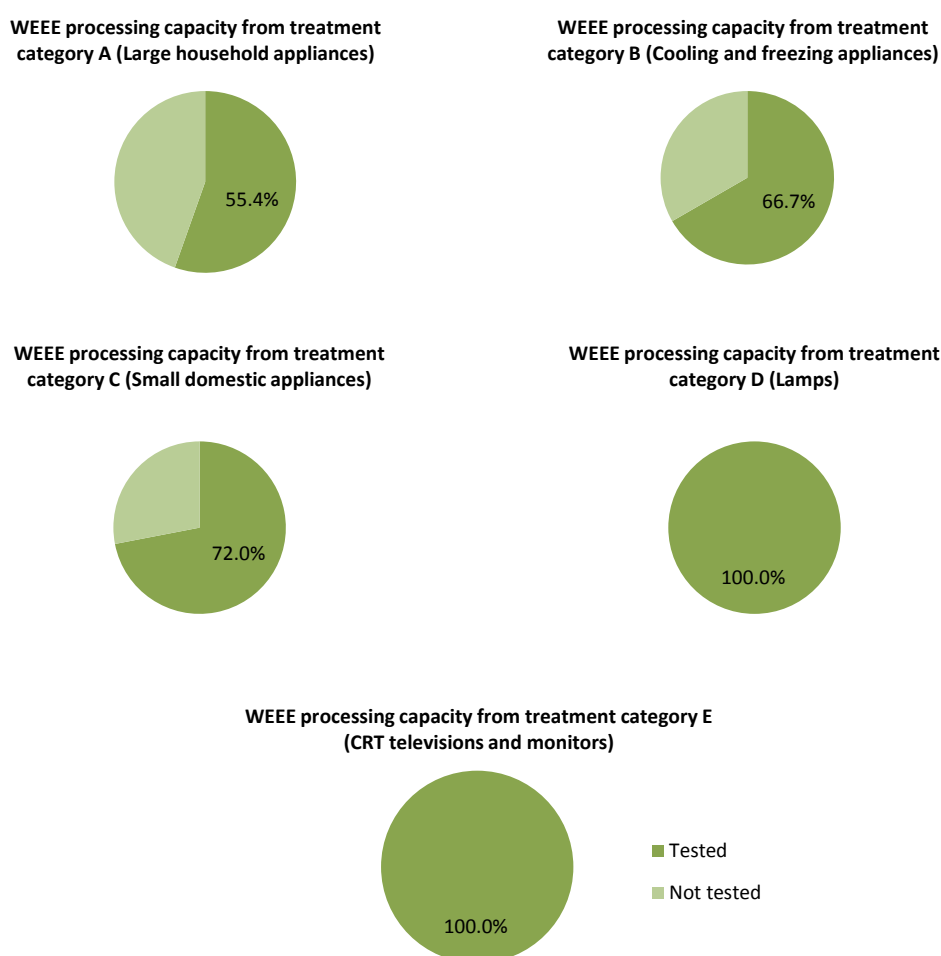 WEEE processing capacity from treatment
category A (Large household appliances)
55.4%
WEEE processing capacity from treatment
category B (Cooling and freezing appliances)
66.7%
WEEE processing capacity from treatment
category C (Small domestic appliances)
72.0%
WEEE processing capacity from treatment
category D (Lamps)
100.0%
WEEE processing capacity from treatment category E
(CRT televisions and monitors)
100.0%
Tested
Not tested